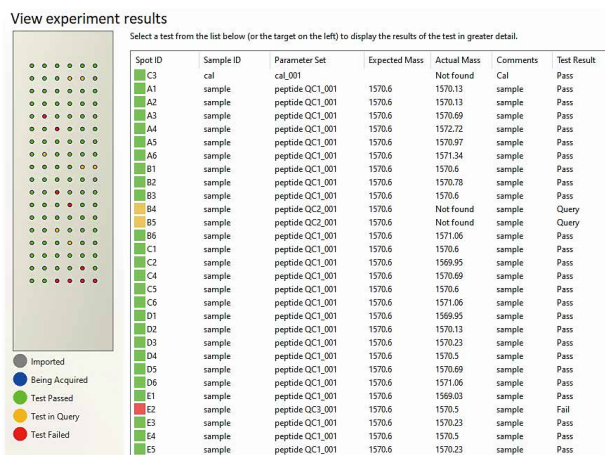 View experiment results
Select a test from the list below (or the target on the left) to display the results of the test in greater detail.
Spot ID Sample ID Parameter Set Expected Mass Actual Mass Comments Test Result
C3 cal cal_001 Not found Cal Pass
A1 sample peptide QC1_001 1570.6 1570.13 sample Pass
A2 sample peptide QC1_001 1570.6 1570.13 sample Pass
A3 sample peptide QC1_001 1570.6 1570.69 sample Pass
A4 sample peptide QC1_001 1570.6 1572.72 sample Pass
A5 sample peptide QC1_001 1570.6 1570.97 sample Pass
A6 sample peptide QC1_001 1570.6 1571.34 sample Pass
B1 sample peptide QC1_001 1570.6 1570.6 sample Pass
B2 sample peptide QC1_001 1570.6 1570.78 sample Pass
B3 sample peptide QC1_001 1570.6 1570.6 sample Pass
B4 sample peptide QC2_001 1570.6 Not found sample Query
B5 sample peptide QC2_001 1570.6 Not found sample Query
B6 sample peptide QC1_001 1570.6 1571.06 sample Pass
C1 sample peptide QC1_001 1570.6 1570.6 sample Pass
C2 sample peptide QC1_001 1570.6 1569.95 sample Pass
C4 sample peptide QC1_001 1570.6 1570.69 sample Pass
C5 sample peptide QC1_001 1570.6 1570.6 sample Pass
C6 sample peptide QC1_001 1570.6 1571.06 sample Pass
D1 sample peptide QC1_001 1570.6 1569.95 sample Pass
D2 sample peptide QC1_001 1570.6 1570.13 sample Pass
D3 sample peptide QC1_001 1570.6 1570.23 sample Pass
D4 sample peptide QC1_001 1570.6 1570.5 sample Pass
D5 sample peptide QC1_001 1570.6 1570.69 sample Pass
D6 sample peptide QC1_001 1570.6 1571.06 sample Pass
E1 sample peptide QC1_001 1570.6 1569.03 sample Pass
E2 sample peptide QC3_001 1570.6 1570.5 sample Fail
E3 sample peptide QC1_001 1570.6 1570.23 sample Pass
E4 sample peptide QC1_001 1570.6 1570.5 sample Pass
E5 sample peptide QC1_001 1570.6 1570.23 sample Pass
Imported
Being Acquired
Test Passed
Test in Query
Test Failed